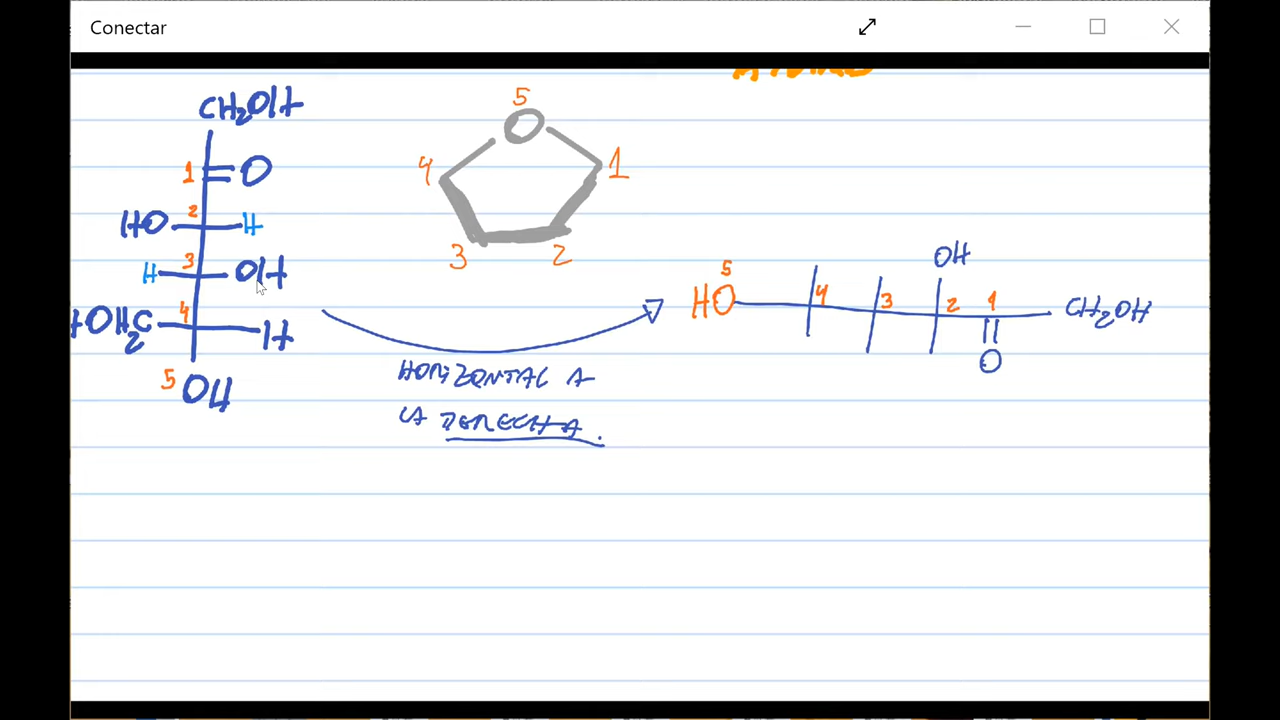 Conectar
CH2OH
1 =O
2 HO H
3 H OH
4 HOH2C H
5 OH
5 O
4 1
3 2
HORIZONTAL A
LA DERECHA.
OH
5 HO 4 3 2 1 CH2OH
O